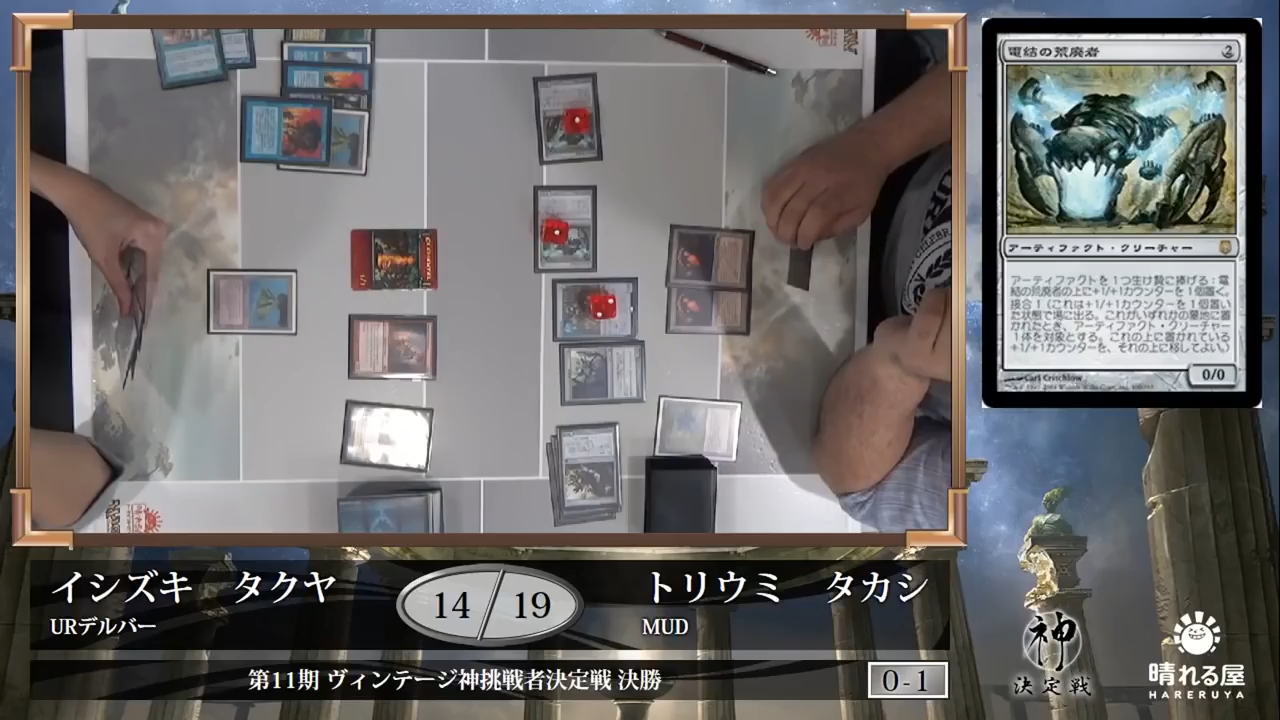 電結の荒廃者 2
アーティファクト・クリーチャー
アーティファクトを１つ生け贄に捧げる：電
結の荒廃者の上に+1/+1カウンターを１個置く。
接合１（これは+1/+1カウンターを１個置い
た状態で場に出る。これがいずれかの墓地に置
かれたとき、アーティファクト・クリーチャー
１体を対象とする。これの上に置かれている
+1/+1カウンターを、それの上に移してよい。）
Carl Critchlow
0/0
イシズキ　タクヤ
URデルバー
14/19
トリウミ　タカシ
MUD
第11期 ヴィンテージ神挑戦者決定戦 決勝
0-1
神
決定戦
晴れる屋
HARERUYA